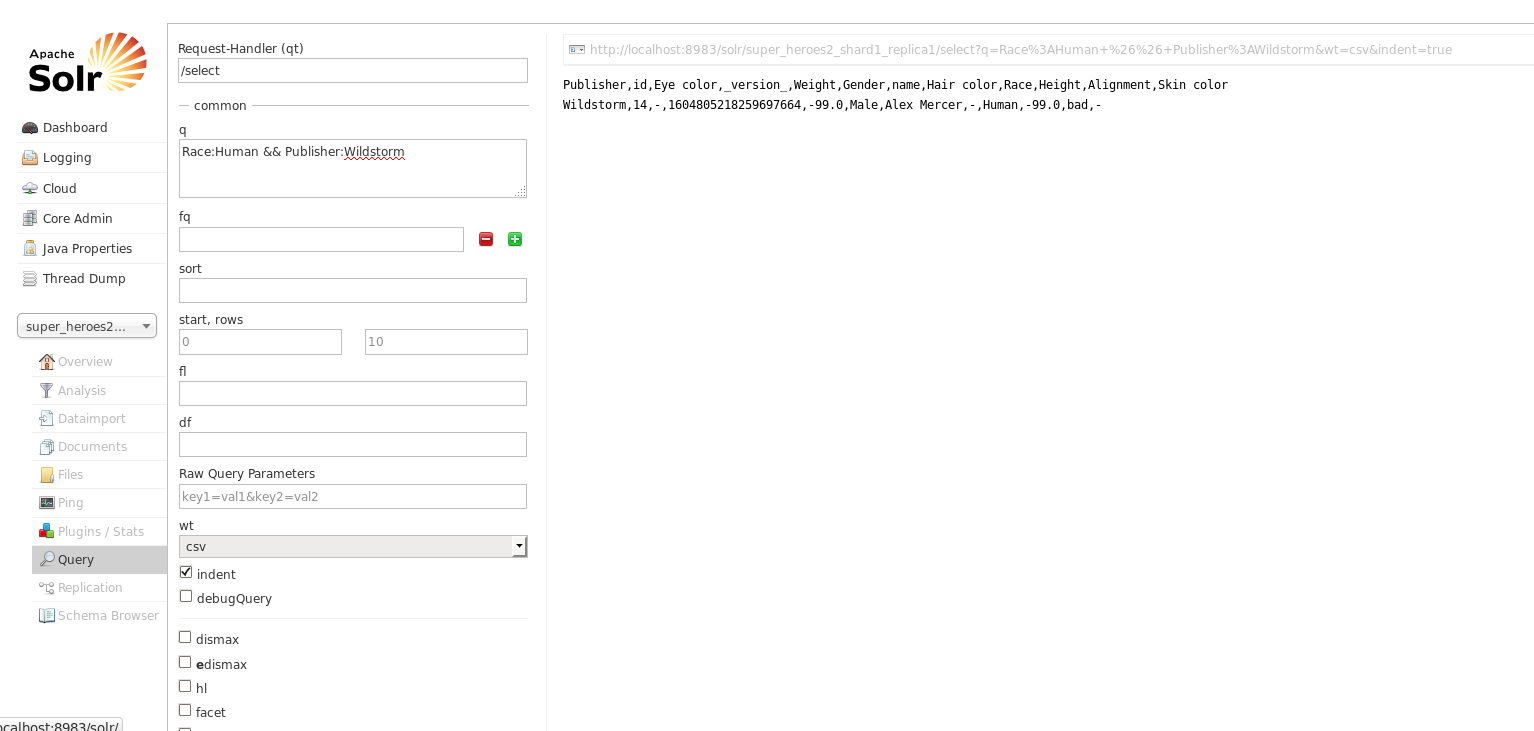 Apache
Solr
Dashboard
Logging
Cloud
Core Admin
Java Properties
Thread Dump
super_heroes2...
Overview
Analysis
Dataimport
Documents
Files
Ping
Plugins / Stats
Query
Replication
Schema Browser
ocalhost:8983/solr/
Request-Handler (qt)
/select
common
q
Race:Human && Publisher:Wildstorm
fq
sort
start, rows
0 10
fl
df
Raw Query Parameters
key1=val1&key2=val2
wt
csv
indent
debugQuery
dismax
edismax
hl
facet
http://localhost:8983/solr/super_heroes2_shard1_replica1/select?q=Race%3AHuman+%26%26+Publisher%3AWildstorm&wt=csv&indent=true
Publisher,id,Eye color,_version_,Weight,Gender,name,Hair color,Race,Height,Alignment,Skin color
Wildstorm,14,-,1604805218259697664,-99.0,Male,Alex Mercer,-,Human,-99.0,bad,-